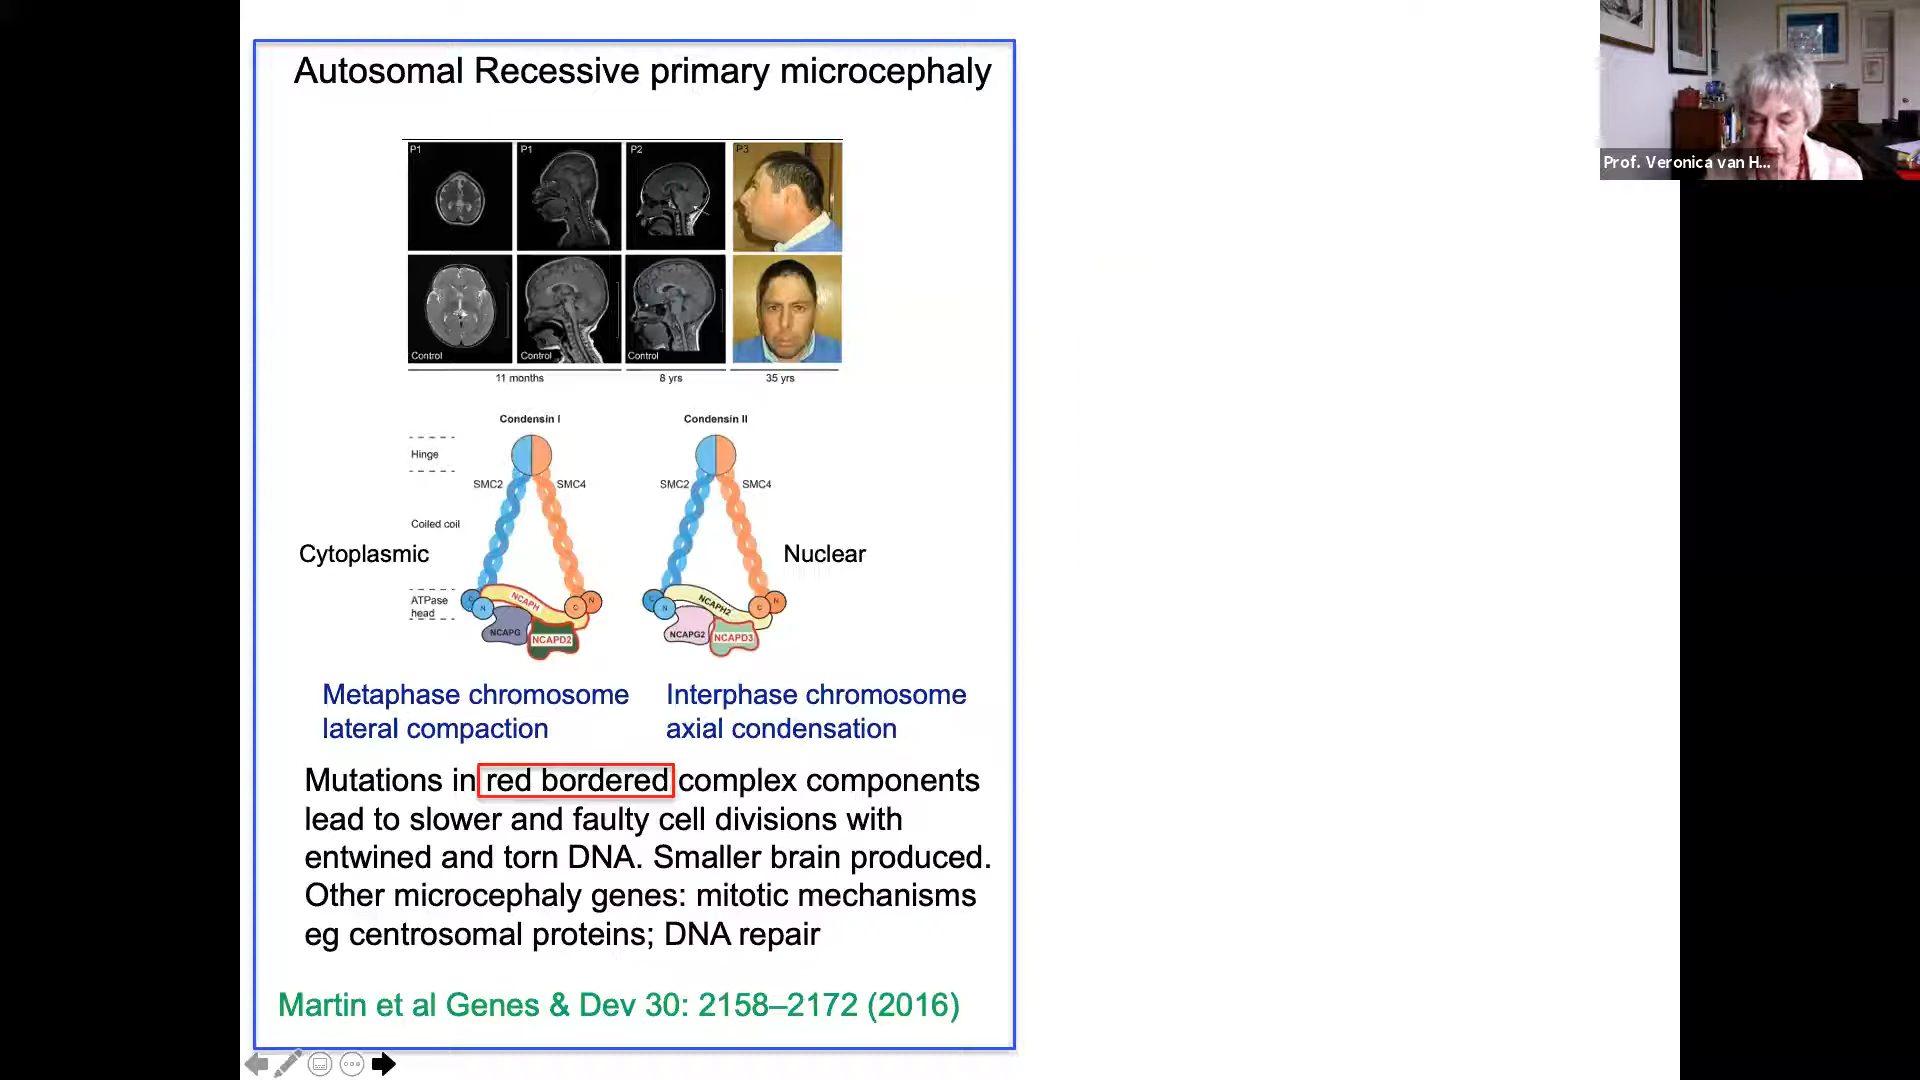 Autosomal Recessive primary microcephaly
P1
P1
P2
P3
Control
Control
Control
11 months
8 yrs
35 yrs
Condensin I
Condensin II
Hinge
SMC2
SMC4
SMC2
SMC4
Coiled coil
Cytoplasmic
Nuclear
ATPase
head
C
N
NCAPH
C
N
NCAPG
NCAPD2
C
N
NCAPH2
C
N
NCAPG2
NCAPD3
Metaphase chromosome
lateral compaction
Interphase chromosome
axial condensation
Mutations in red bordered complex components
lead to slower and faulty cell divisions with
entwined and torn DNA. Smaller brain produced.
Other microcephaly genes: mitotic mechanisms
eg centrosomal proteins; DNA repair
Martin et al Genes & Dev 30: 2158–2172 (2016)
Prof. Veronica van H...